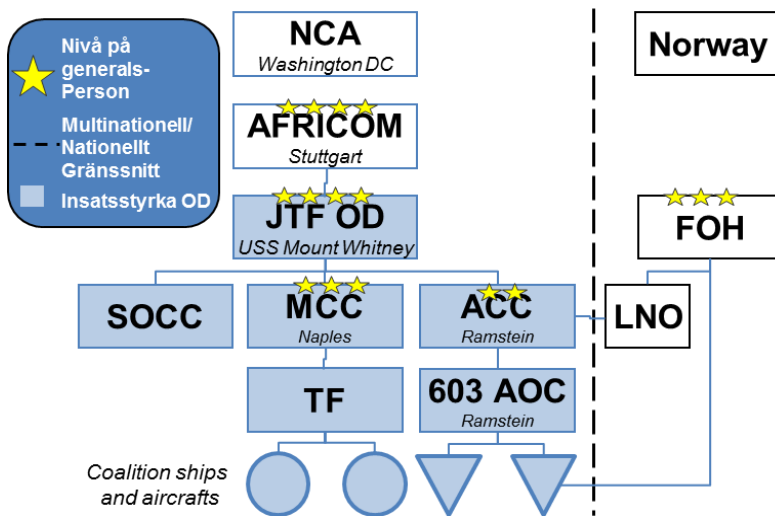 Nivå på
generals-
Person
Multinationell/
Nationellt
Gränssnitt
Insatsstyrka OD
NCA
Washington DC
Norway
AFRICOM
Stuttgart
JTF OD
USS Mount Whitney
FOH
SOCC
MCC
Naples
ACC
Ramstein
LNO
TF
603 AOC
Ramstein
Coalition ships
and aircrafts